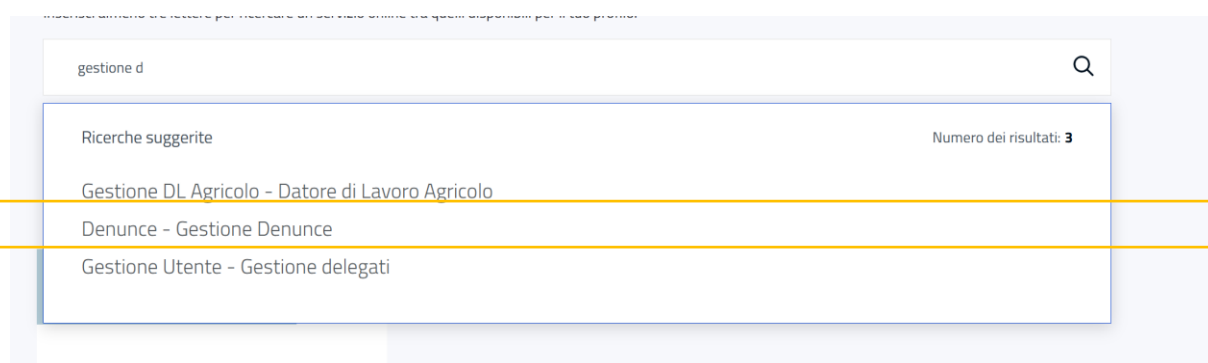 gestione d
Ricerche suggerite
Numero dei risultati: 3
Gestione DL Agricolo - Datore di Lavoro Agricolo
Denunce - Gestione Denunce
Gestione Utente - Gestione delegati